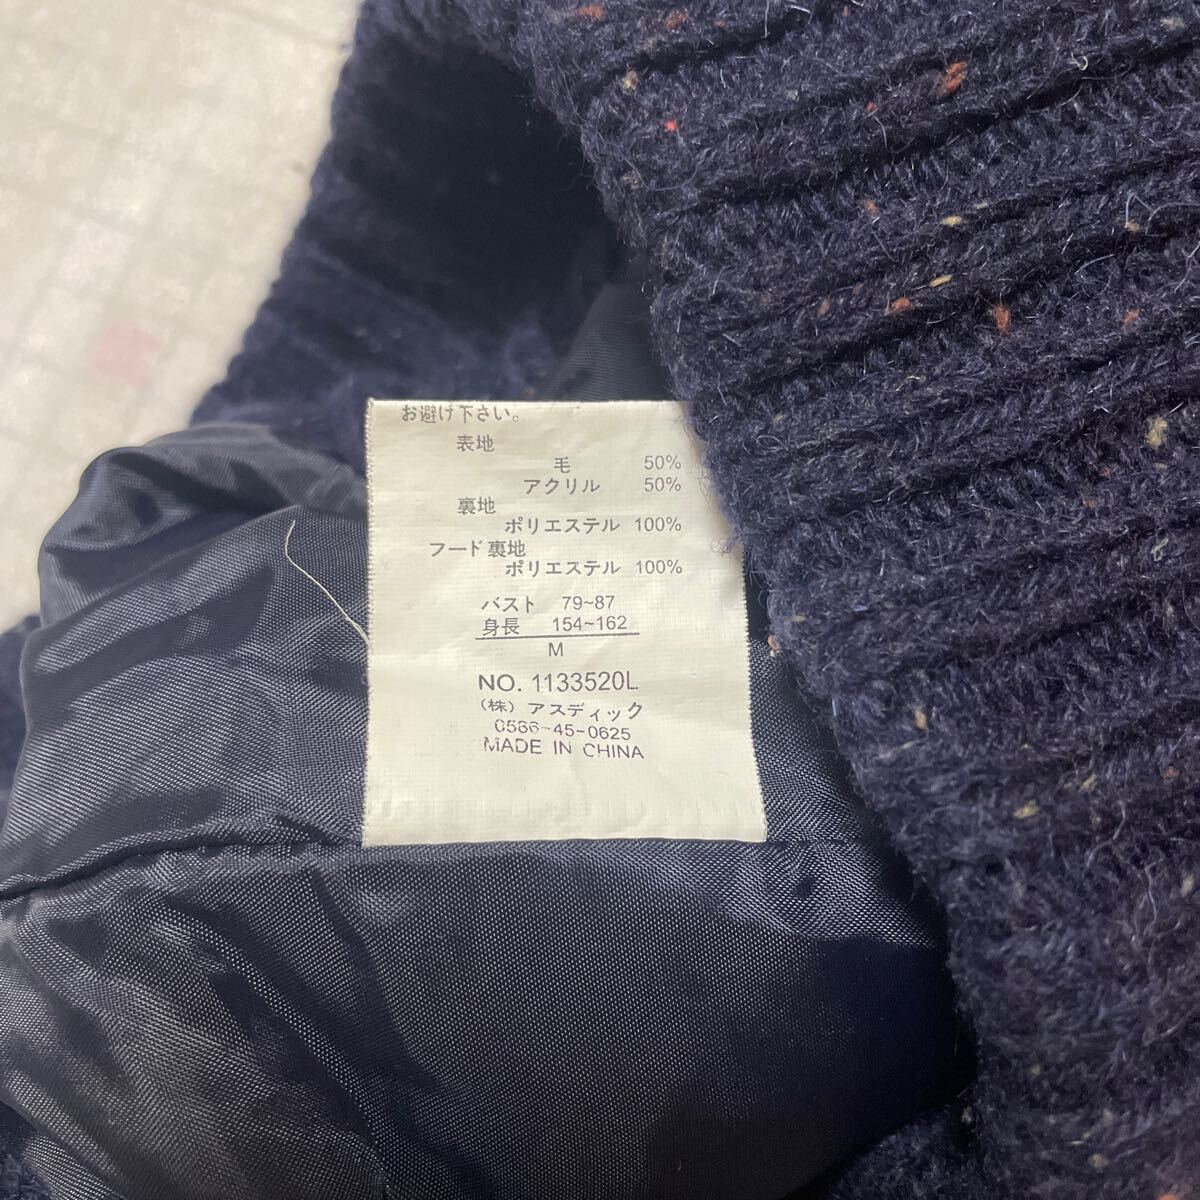 お避け下さい。
表地
毛 50%
アクリル 50%
裏地
ポリエステル 100%
フード裏地
ポリエステル 100%
バスト 79~87
身長 154~162
M
NO. 1133520L
(株) アスディック
0586-45-0625
MADE IN CHINA